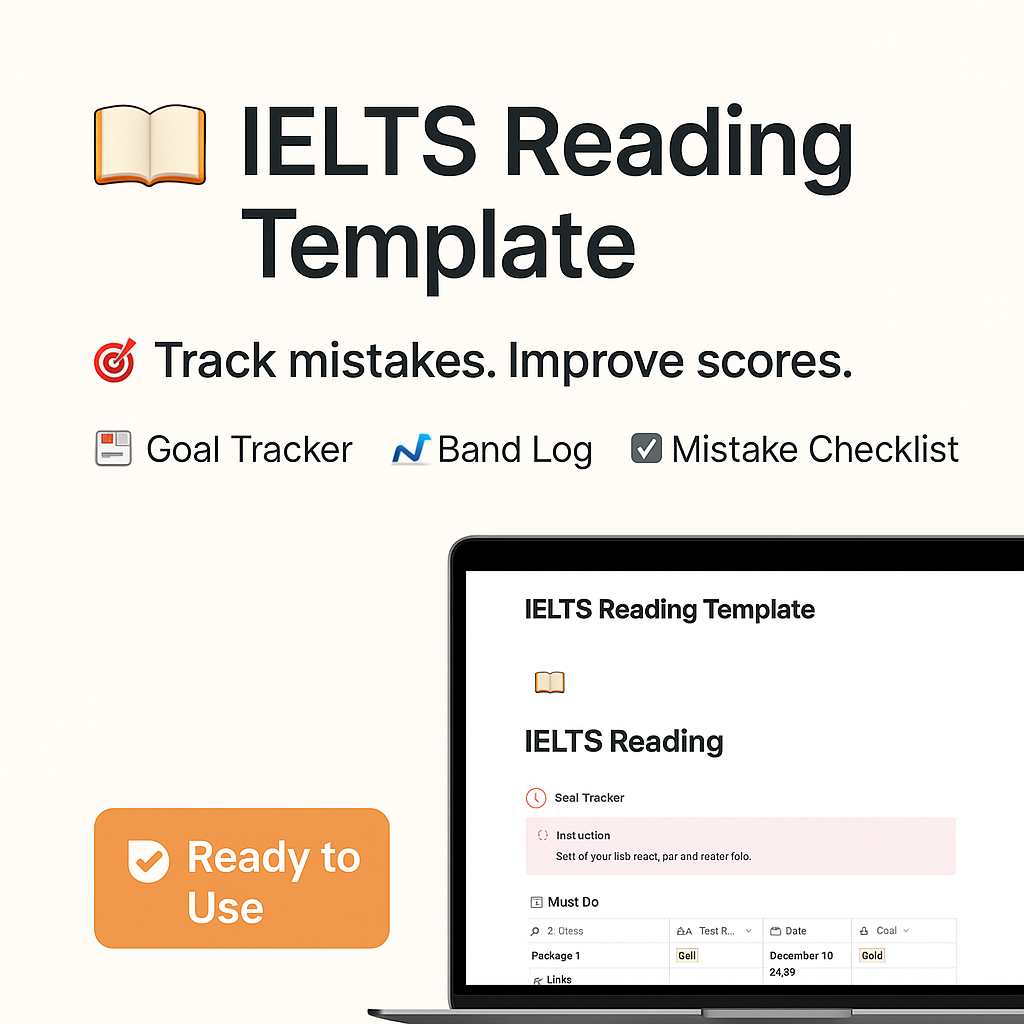 IELTS Reading
Template
Track mistakes. Improve scores.
Goal Tracker Band Log Mistake Checklist
IELTS Reading Template
IELTS Reading
Seal Tracker
Inst uction
Sett of your lisb react, par and reater folo.
Must Do
2: Otess Test R... Date Coal
Package 1 Gell December 10 Gold
24,39
Links
Ready to
Use